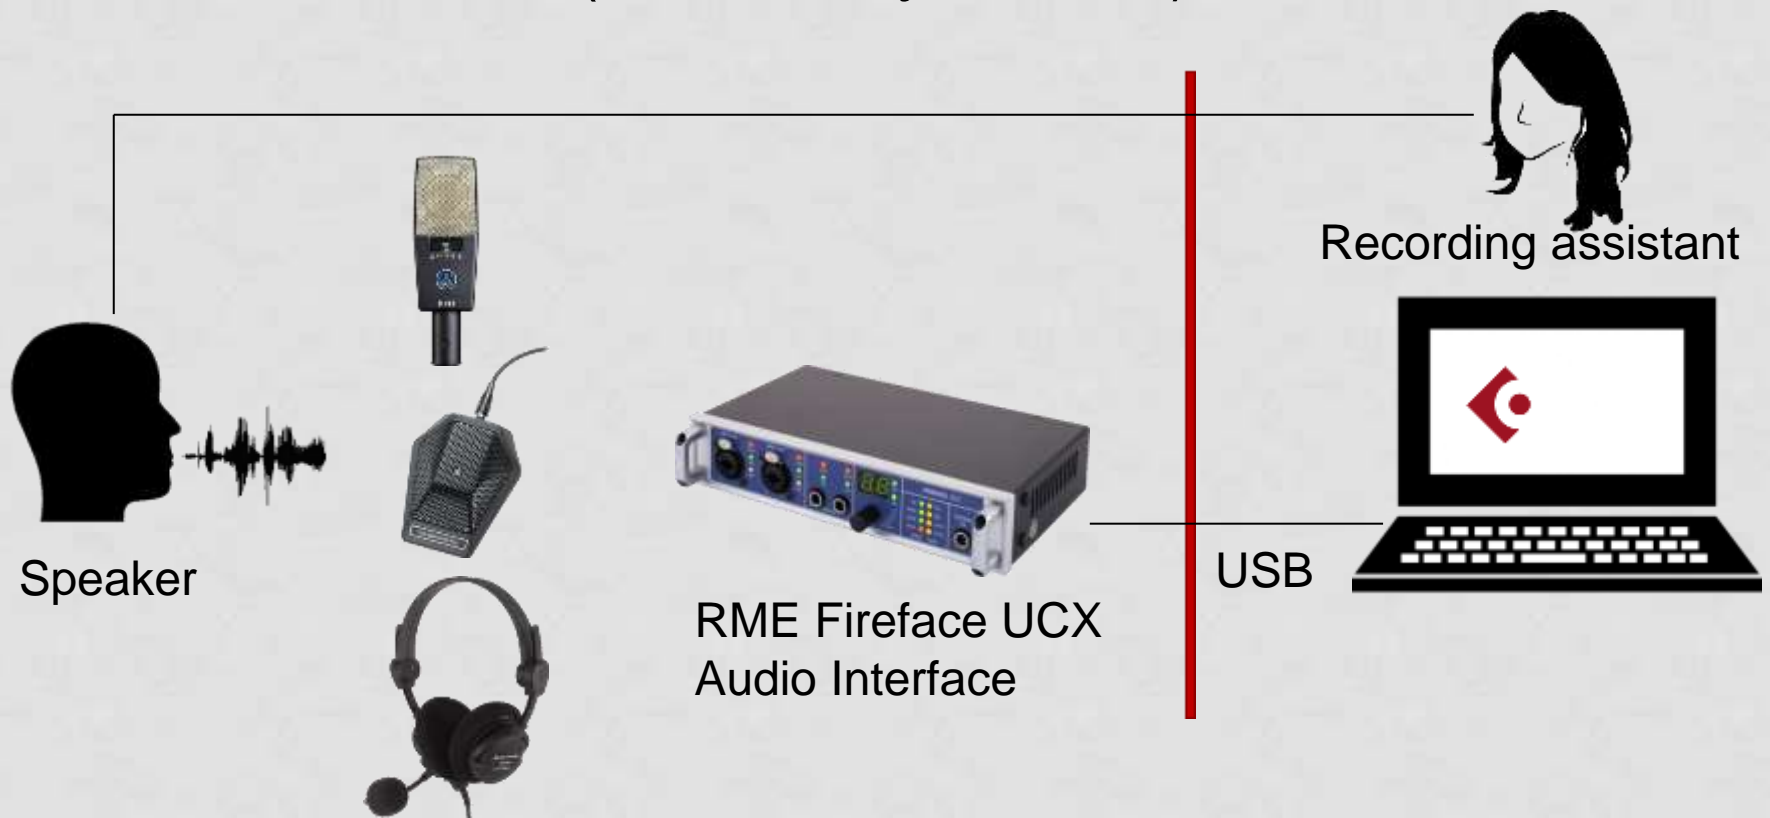 Recording assistant
Speaker
USB
RME Fireface UCX
Audio Interface